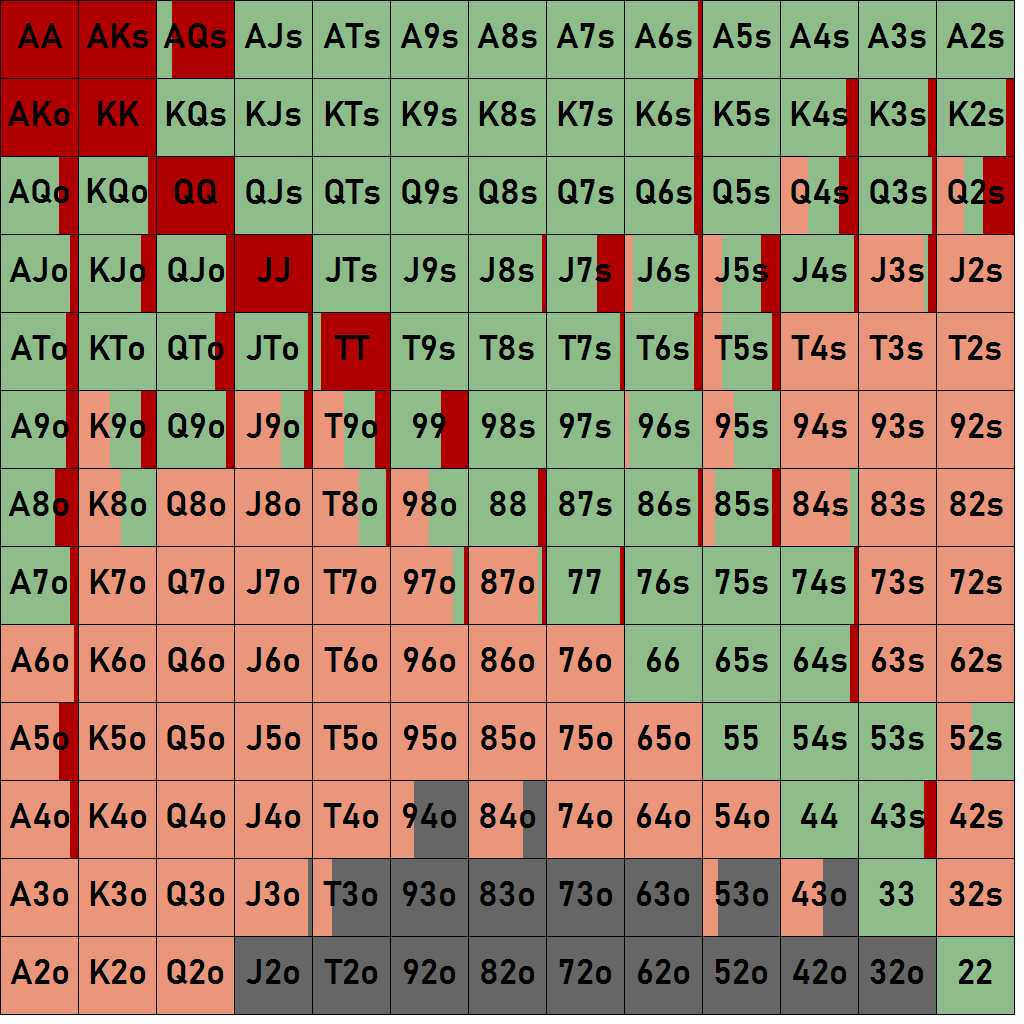 AA AKs AQs AJs ATs A9s A8s A7s A6s A5s A4s A3s A2s
AKo KK KQs KJs KTs K9s K8s K7s K6s K5s K4s K3s K2s
AQo KQo QQ QJs QTs Q9s Q8s Q7s Q6s Q5s Q4s Q3s Q2s
AJo KJo QJo JJ JTs J9s J8s J7s J6s J5s J4s J3s J2s
ATo KTo QTo JTo TT T9s T8s T7s T6s T5s T4s T3s T2s
A9o K9o Q9o J9o T9o 99 98s 97s 96s 95s 94s 93s 92s
A8o K8o Q8o J8o T8o 98o 88 87s 86s 85s 84s 83s 82s
A7o K7o Q7o J7o T7o 97o 87o 77 76s 75s 74s 73s 72s
A6o K6o Q6o J6o T6o 96o 86o 76o 66 65s 64s 63s 62s
A5o K5o Q5o J5o T5o 95o 85o 75o 65o 55 54s 53s 52s
A4o K4o Q4o J4o T4o 94o 84o 74o 64o 54o 44 43s 42s
A3o K3o Q3o J3o T3o 93o 83o 73o 63o 53o 43o 33 32s
A2o K2o Q2o J2o T2o 92o 82o 72o 62o 52o 42o 32o 22